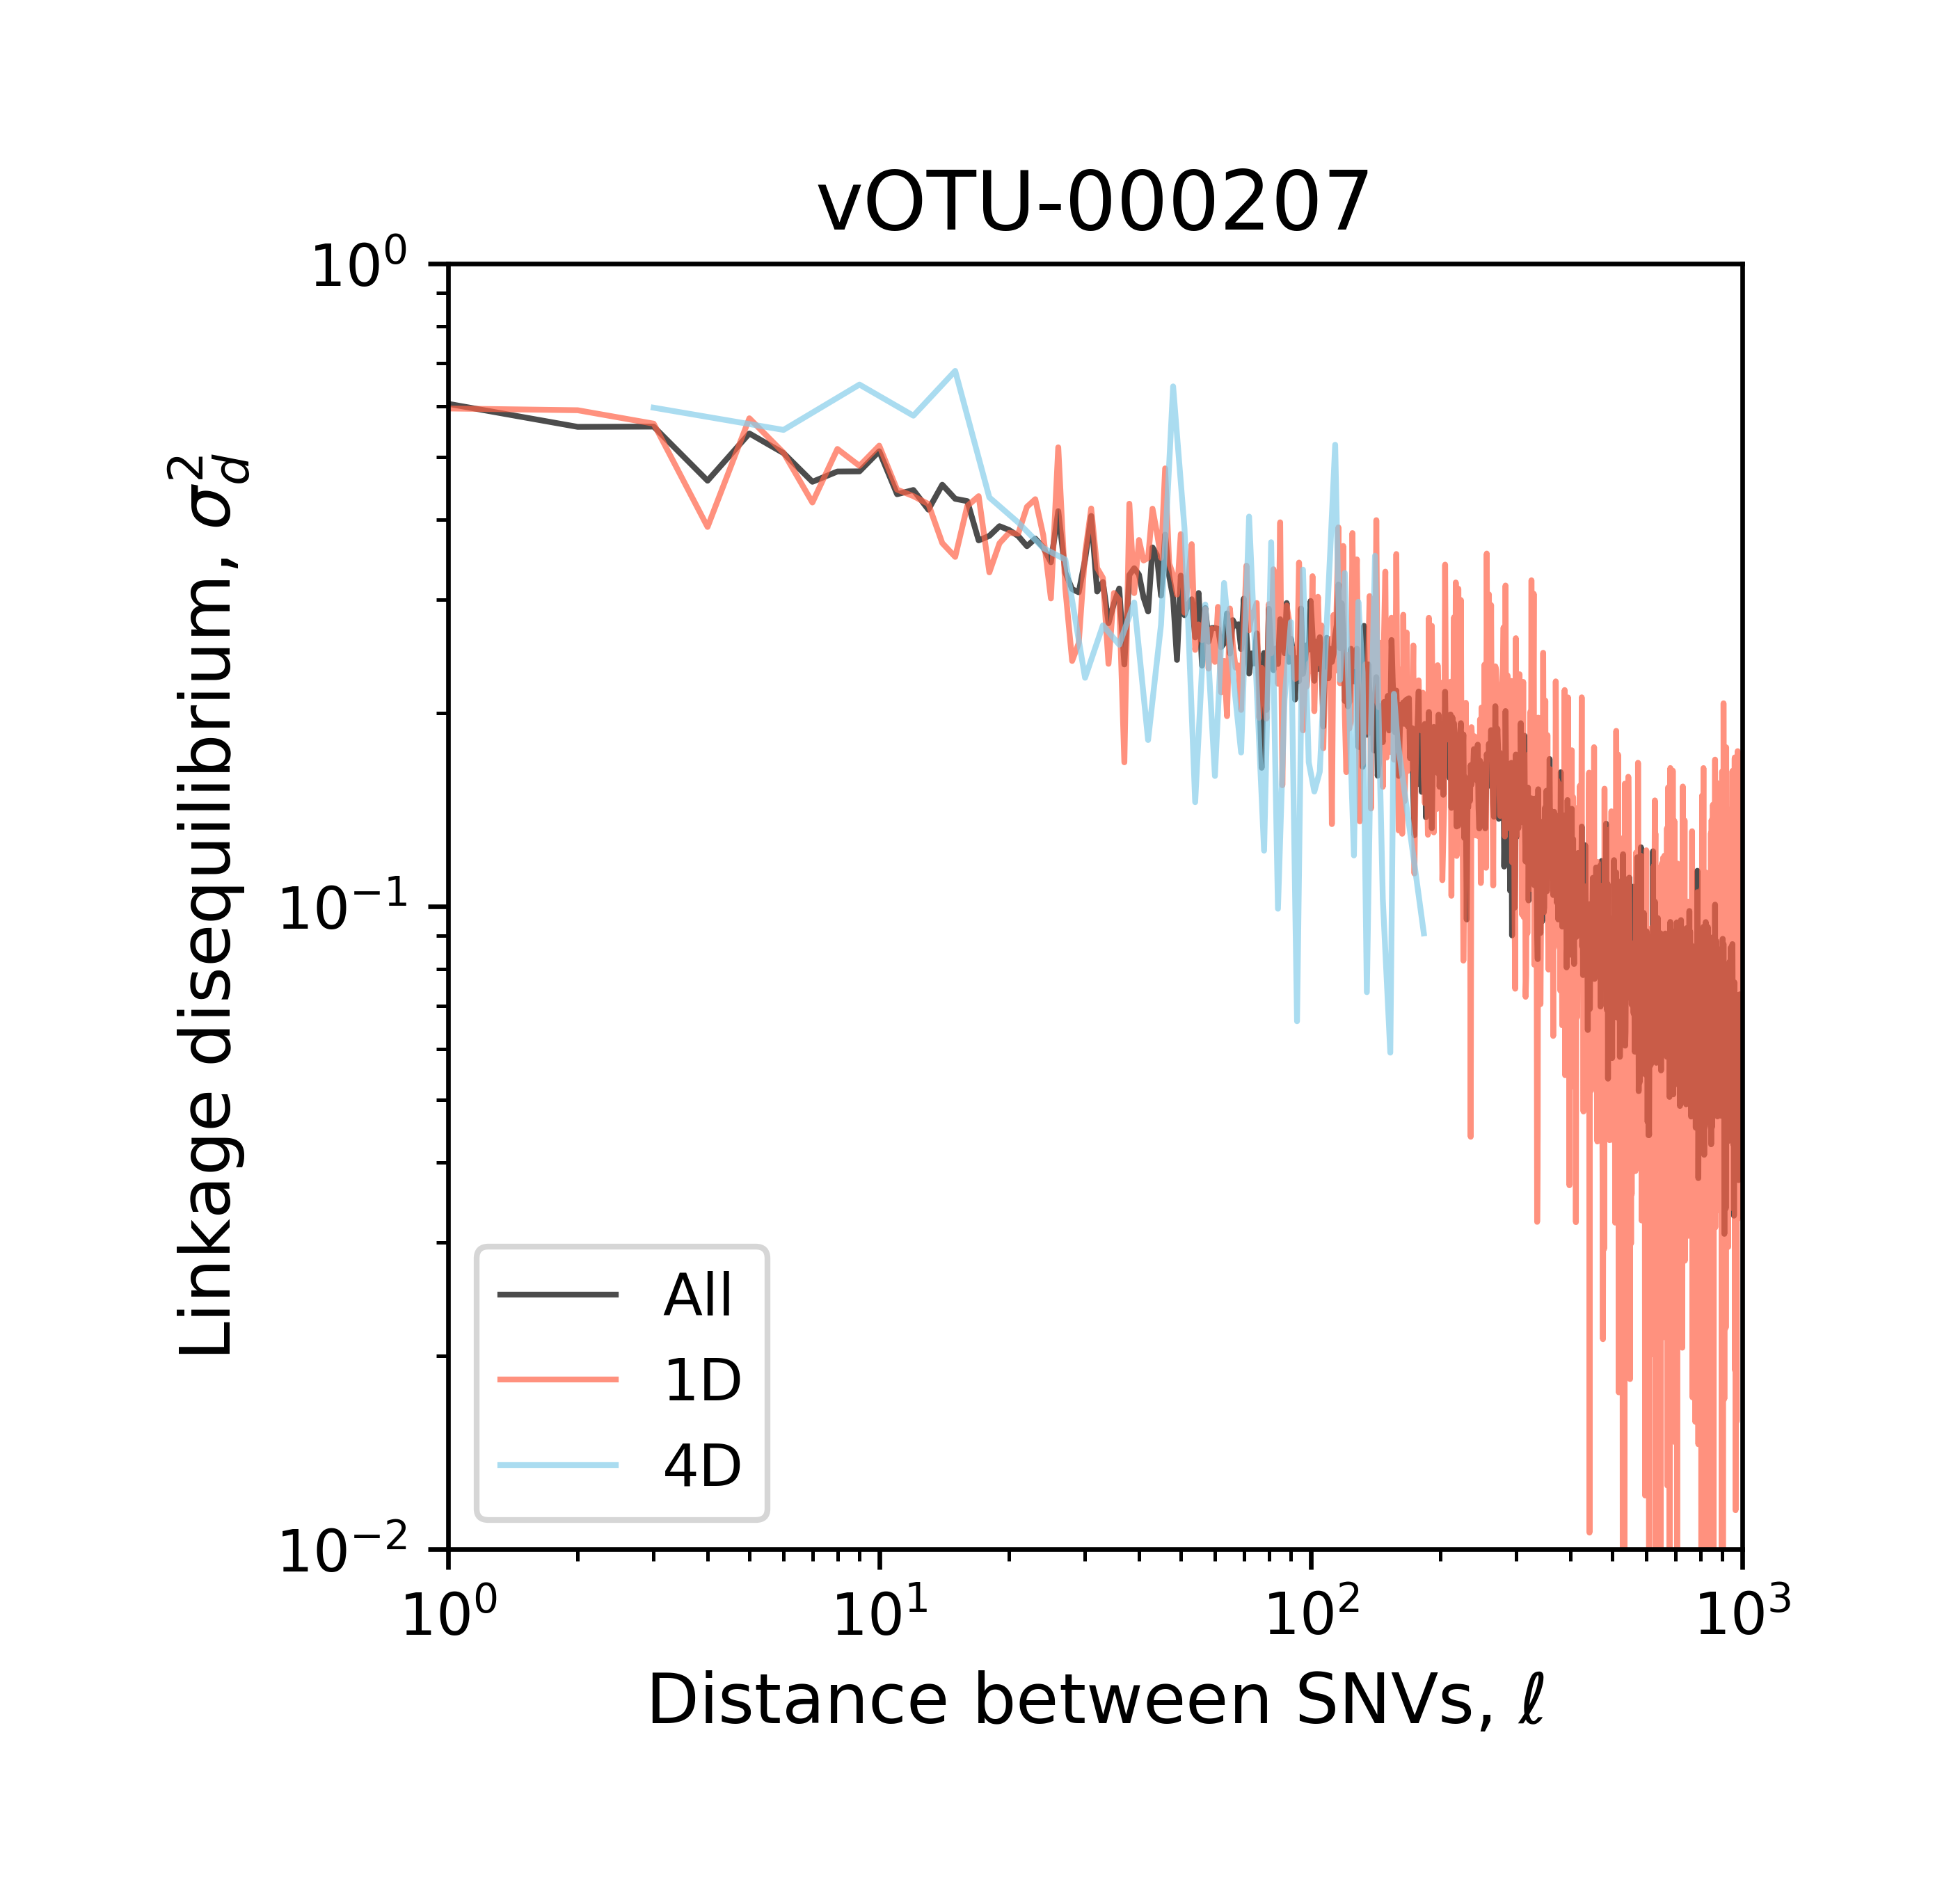 vOTU-000207
10⁰
10⁻¹
10⁻²
Linkage disequilibrium, σ²_d
All
1D
4D
10⁰ 10¹ 10² 10³
Distance between SNVs, ℓ